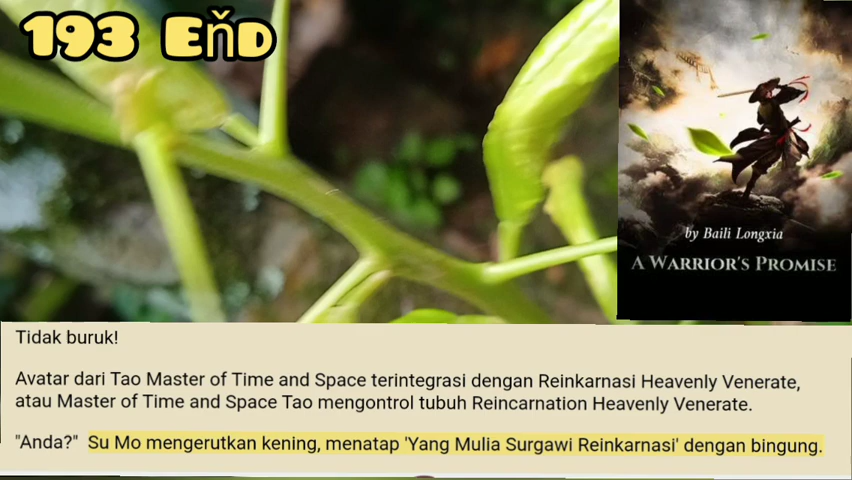 193 Eňd
by Baili Longxia
A WARRIOR'S PROMISE
Tidak buruk!
Avatar dari Tao Master of Time and Space terintegrasi dengan Reinkarnasi Heavenly Venerate,
atau Master of Time and Space Tao mengontrol tubuh Reincarnation Heavenly Venerate.
"Anda?" Su Mo mengerutkan kening, menatap 'Yang Mulia Surgawi Reinkarnasi' dengan bingung.